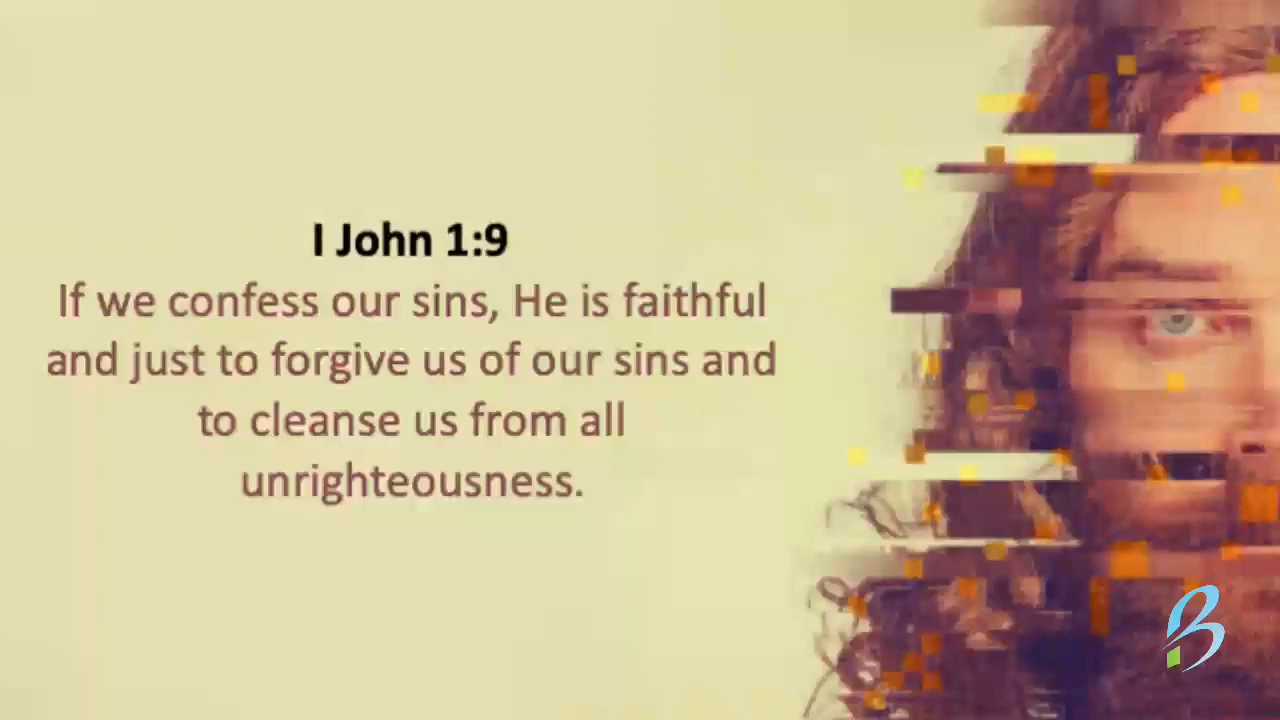 I John 1:9
If we confess our sins, He is faithful
and just to forgive us of our sins and
to cleanse us from all
unrighteousness.